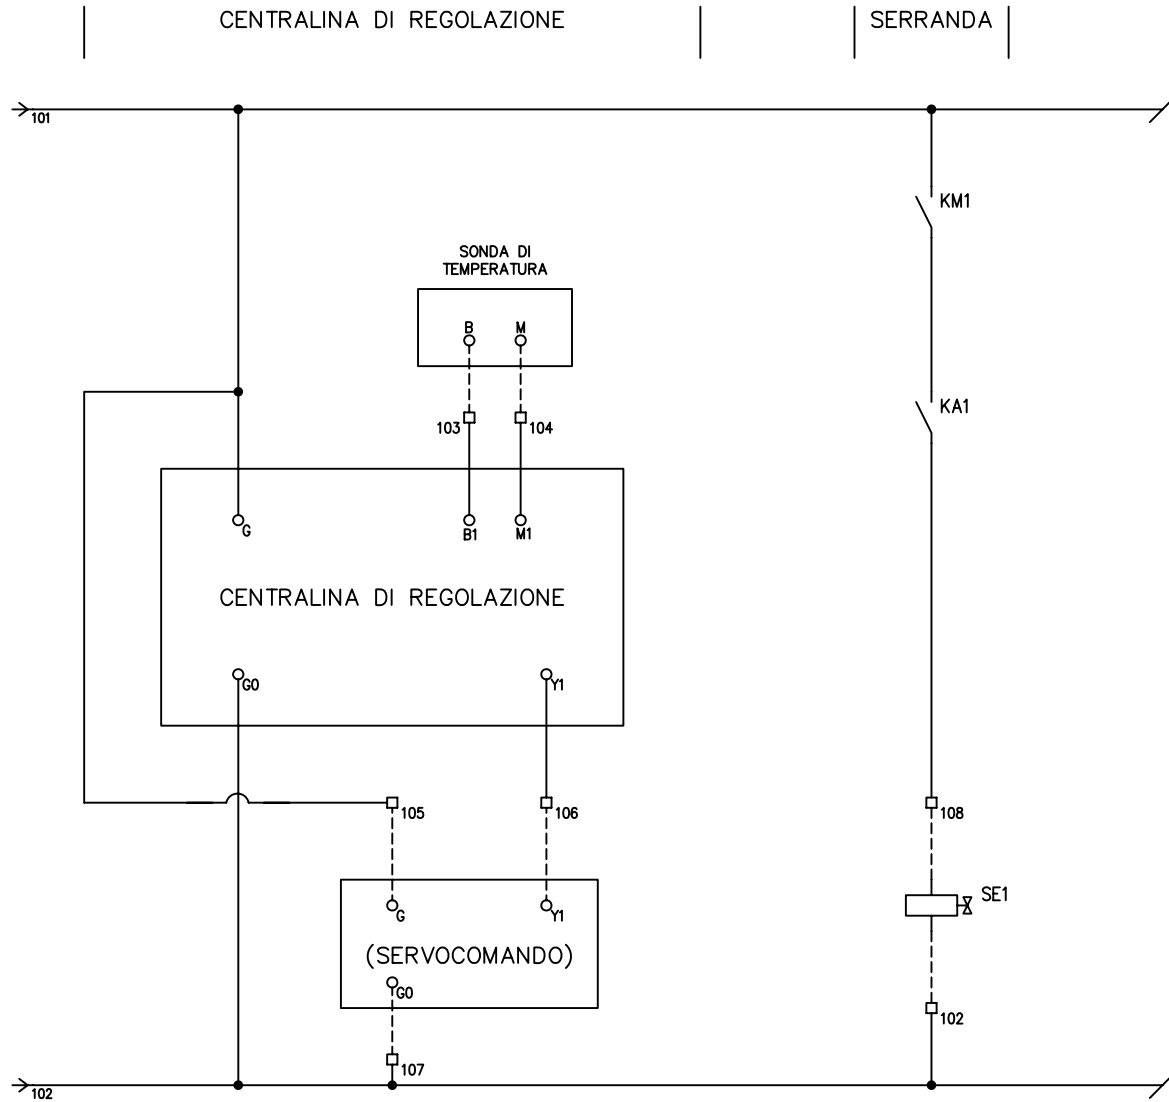 CENTRALINA DI REGOLAZIONE
SERRANDA
101
KM1
SONDA DI
TEMPERATURA
B
M
KA1
103
104
G
B1
M1
CENTRALINA DI REGOLAZIONE
G0
Y1
105
106
108
SE1
G
Y1
(SERVOCOMANDO)
G0
102
107
102